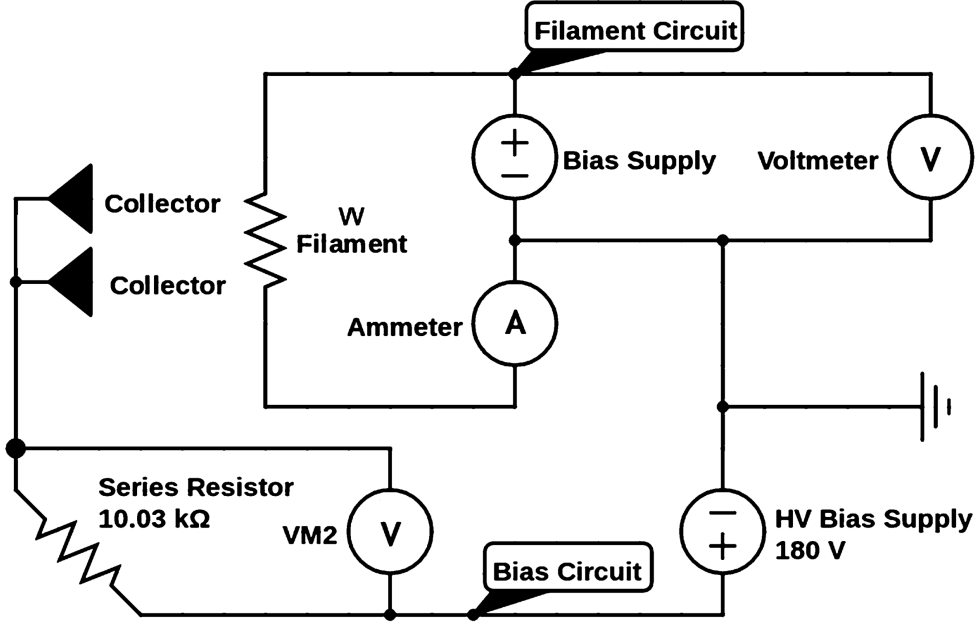 Filament Circuit
+
−
Bias Supply
Voltmeter
V
Collector
W
Filament
Collector
Ammeter
A
Series Resistor
10.03 kΩ
VM2
V
−
+
HV Bias Supply
180 V
Bias Circuit